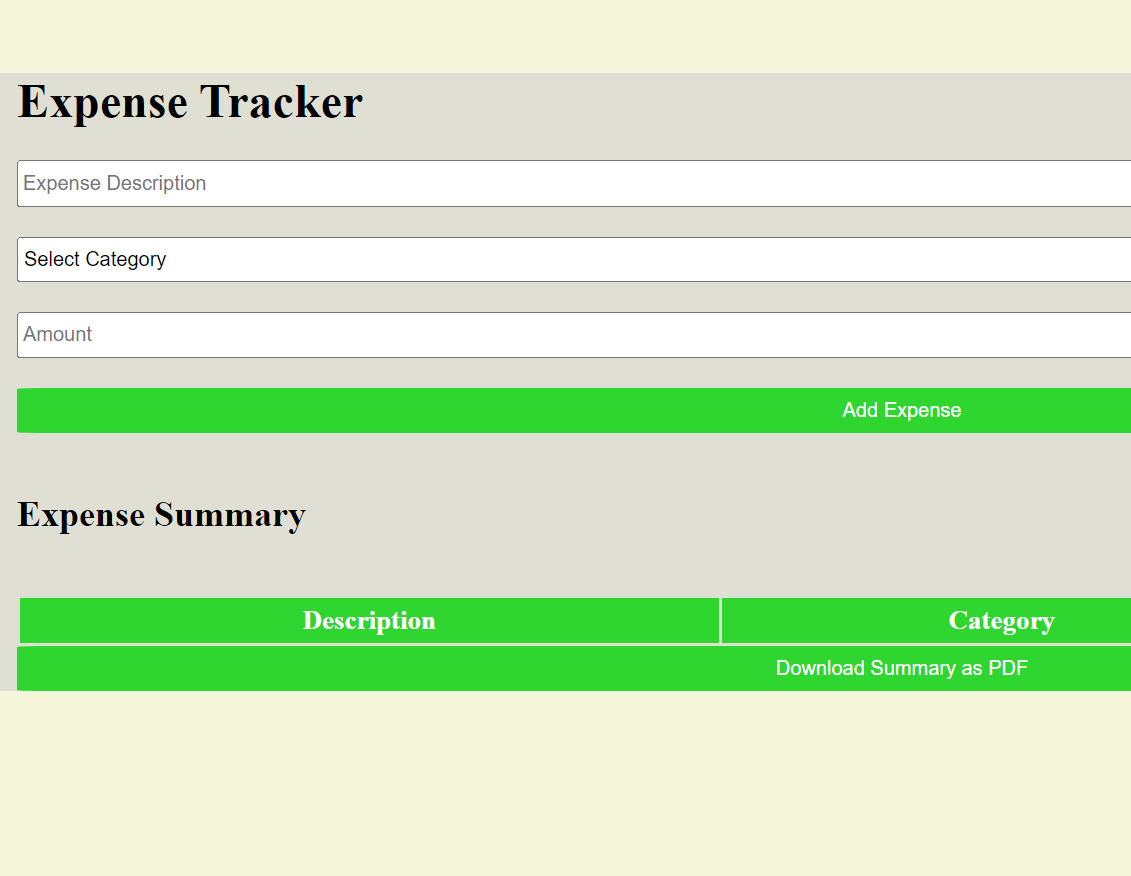 Expense Tracker
Expense Description
Select Category
Amount
Add Expense
Expense Summary
Description Category
Download Summary as PDF